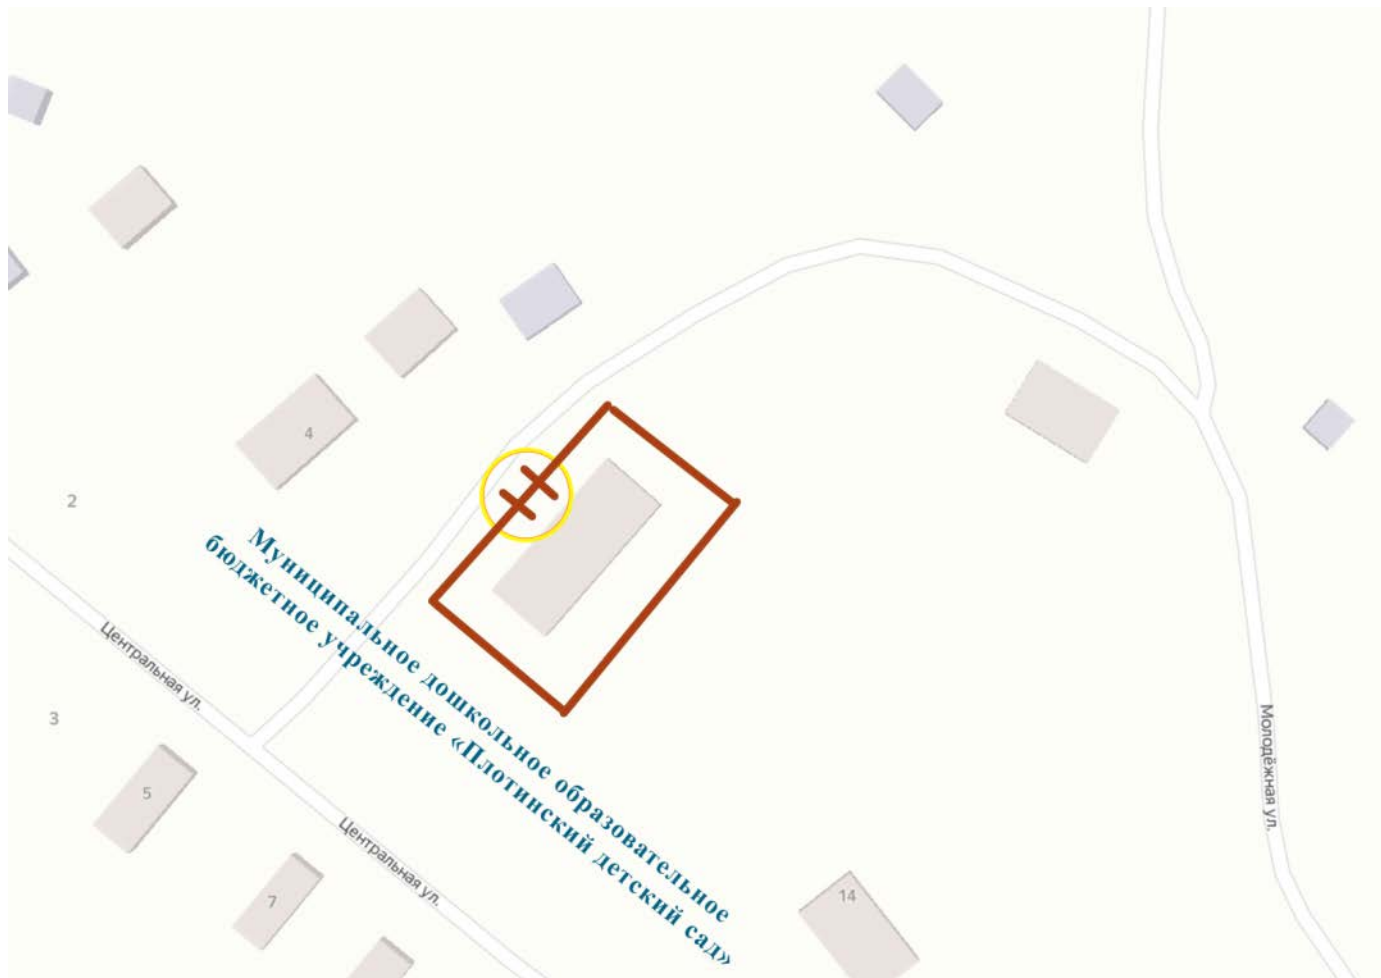 4
2
Муниципальное дошкольное образовательное
бюджетное учреждение «Плотинский детский сад»
Центральная ул.
3
5
Молодёжная ул.
Центральная ул.
7
14